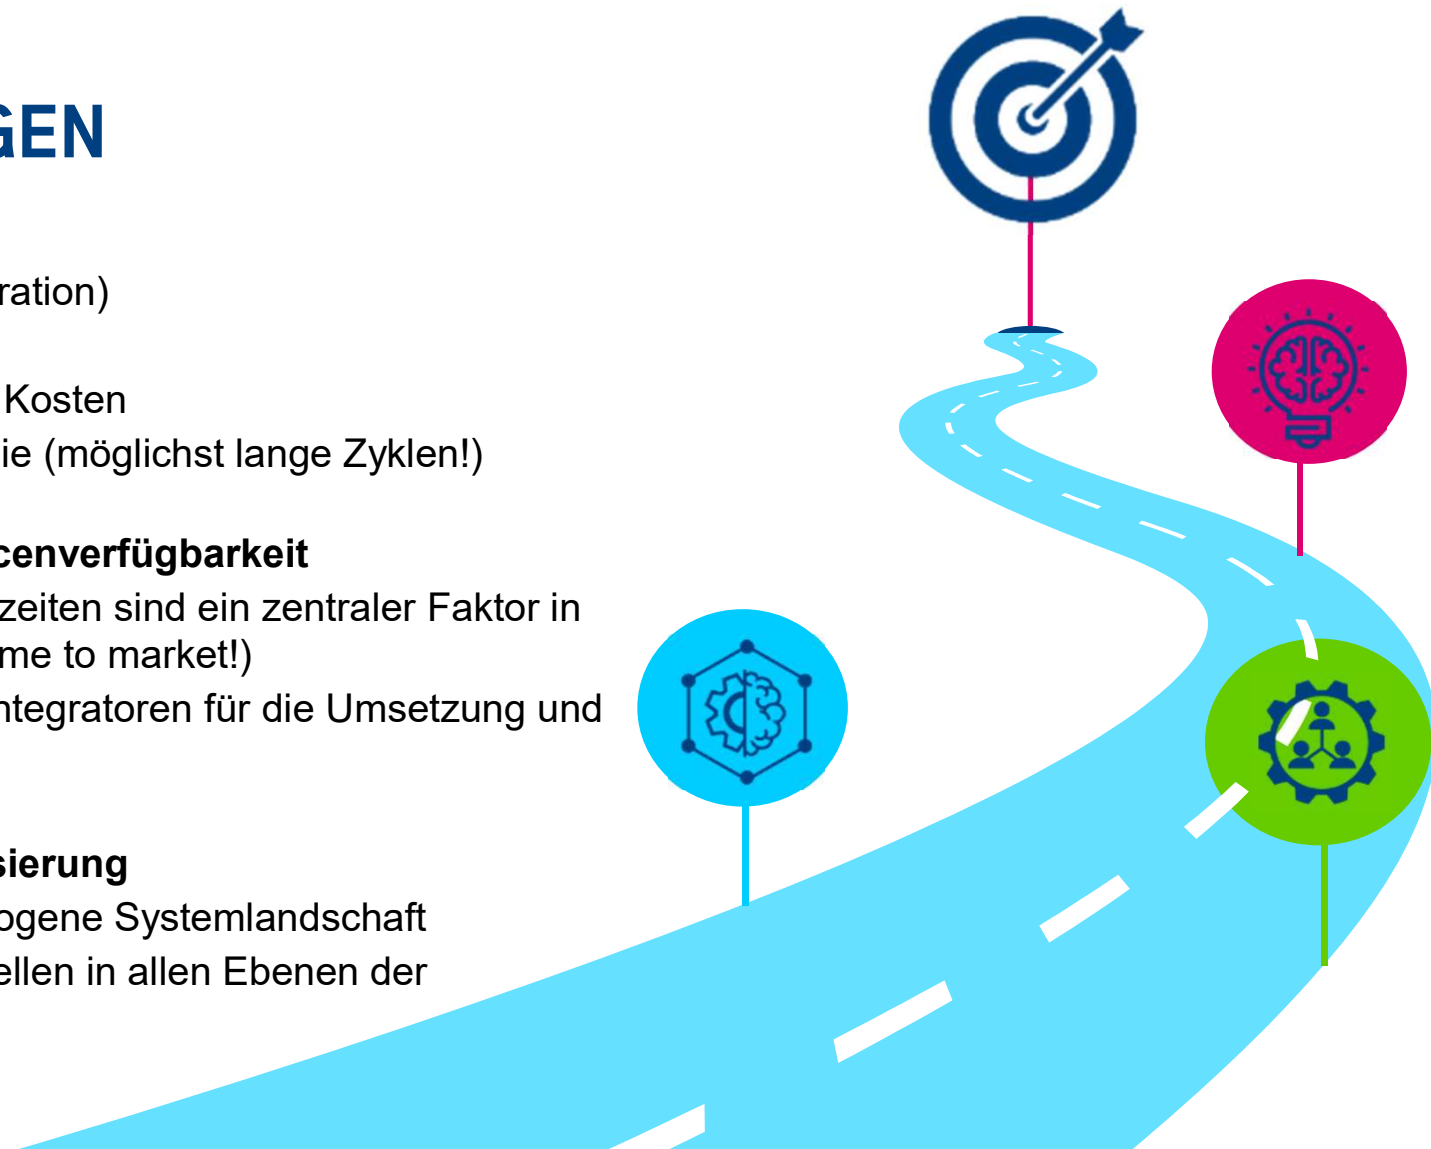 GEN
ration)
Kosten
ie (möglichst lange Zyklen!)
cenverfügbarkeit
zeiten sind ein zentraler Faktor in
me to market!)
ntegratoren für die Umsetzung und
sierung
ogene Systemlandschaft
ellen in allen Ebenen der